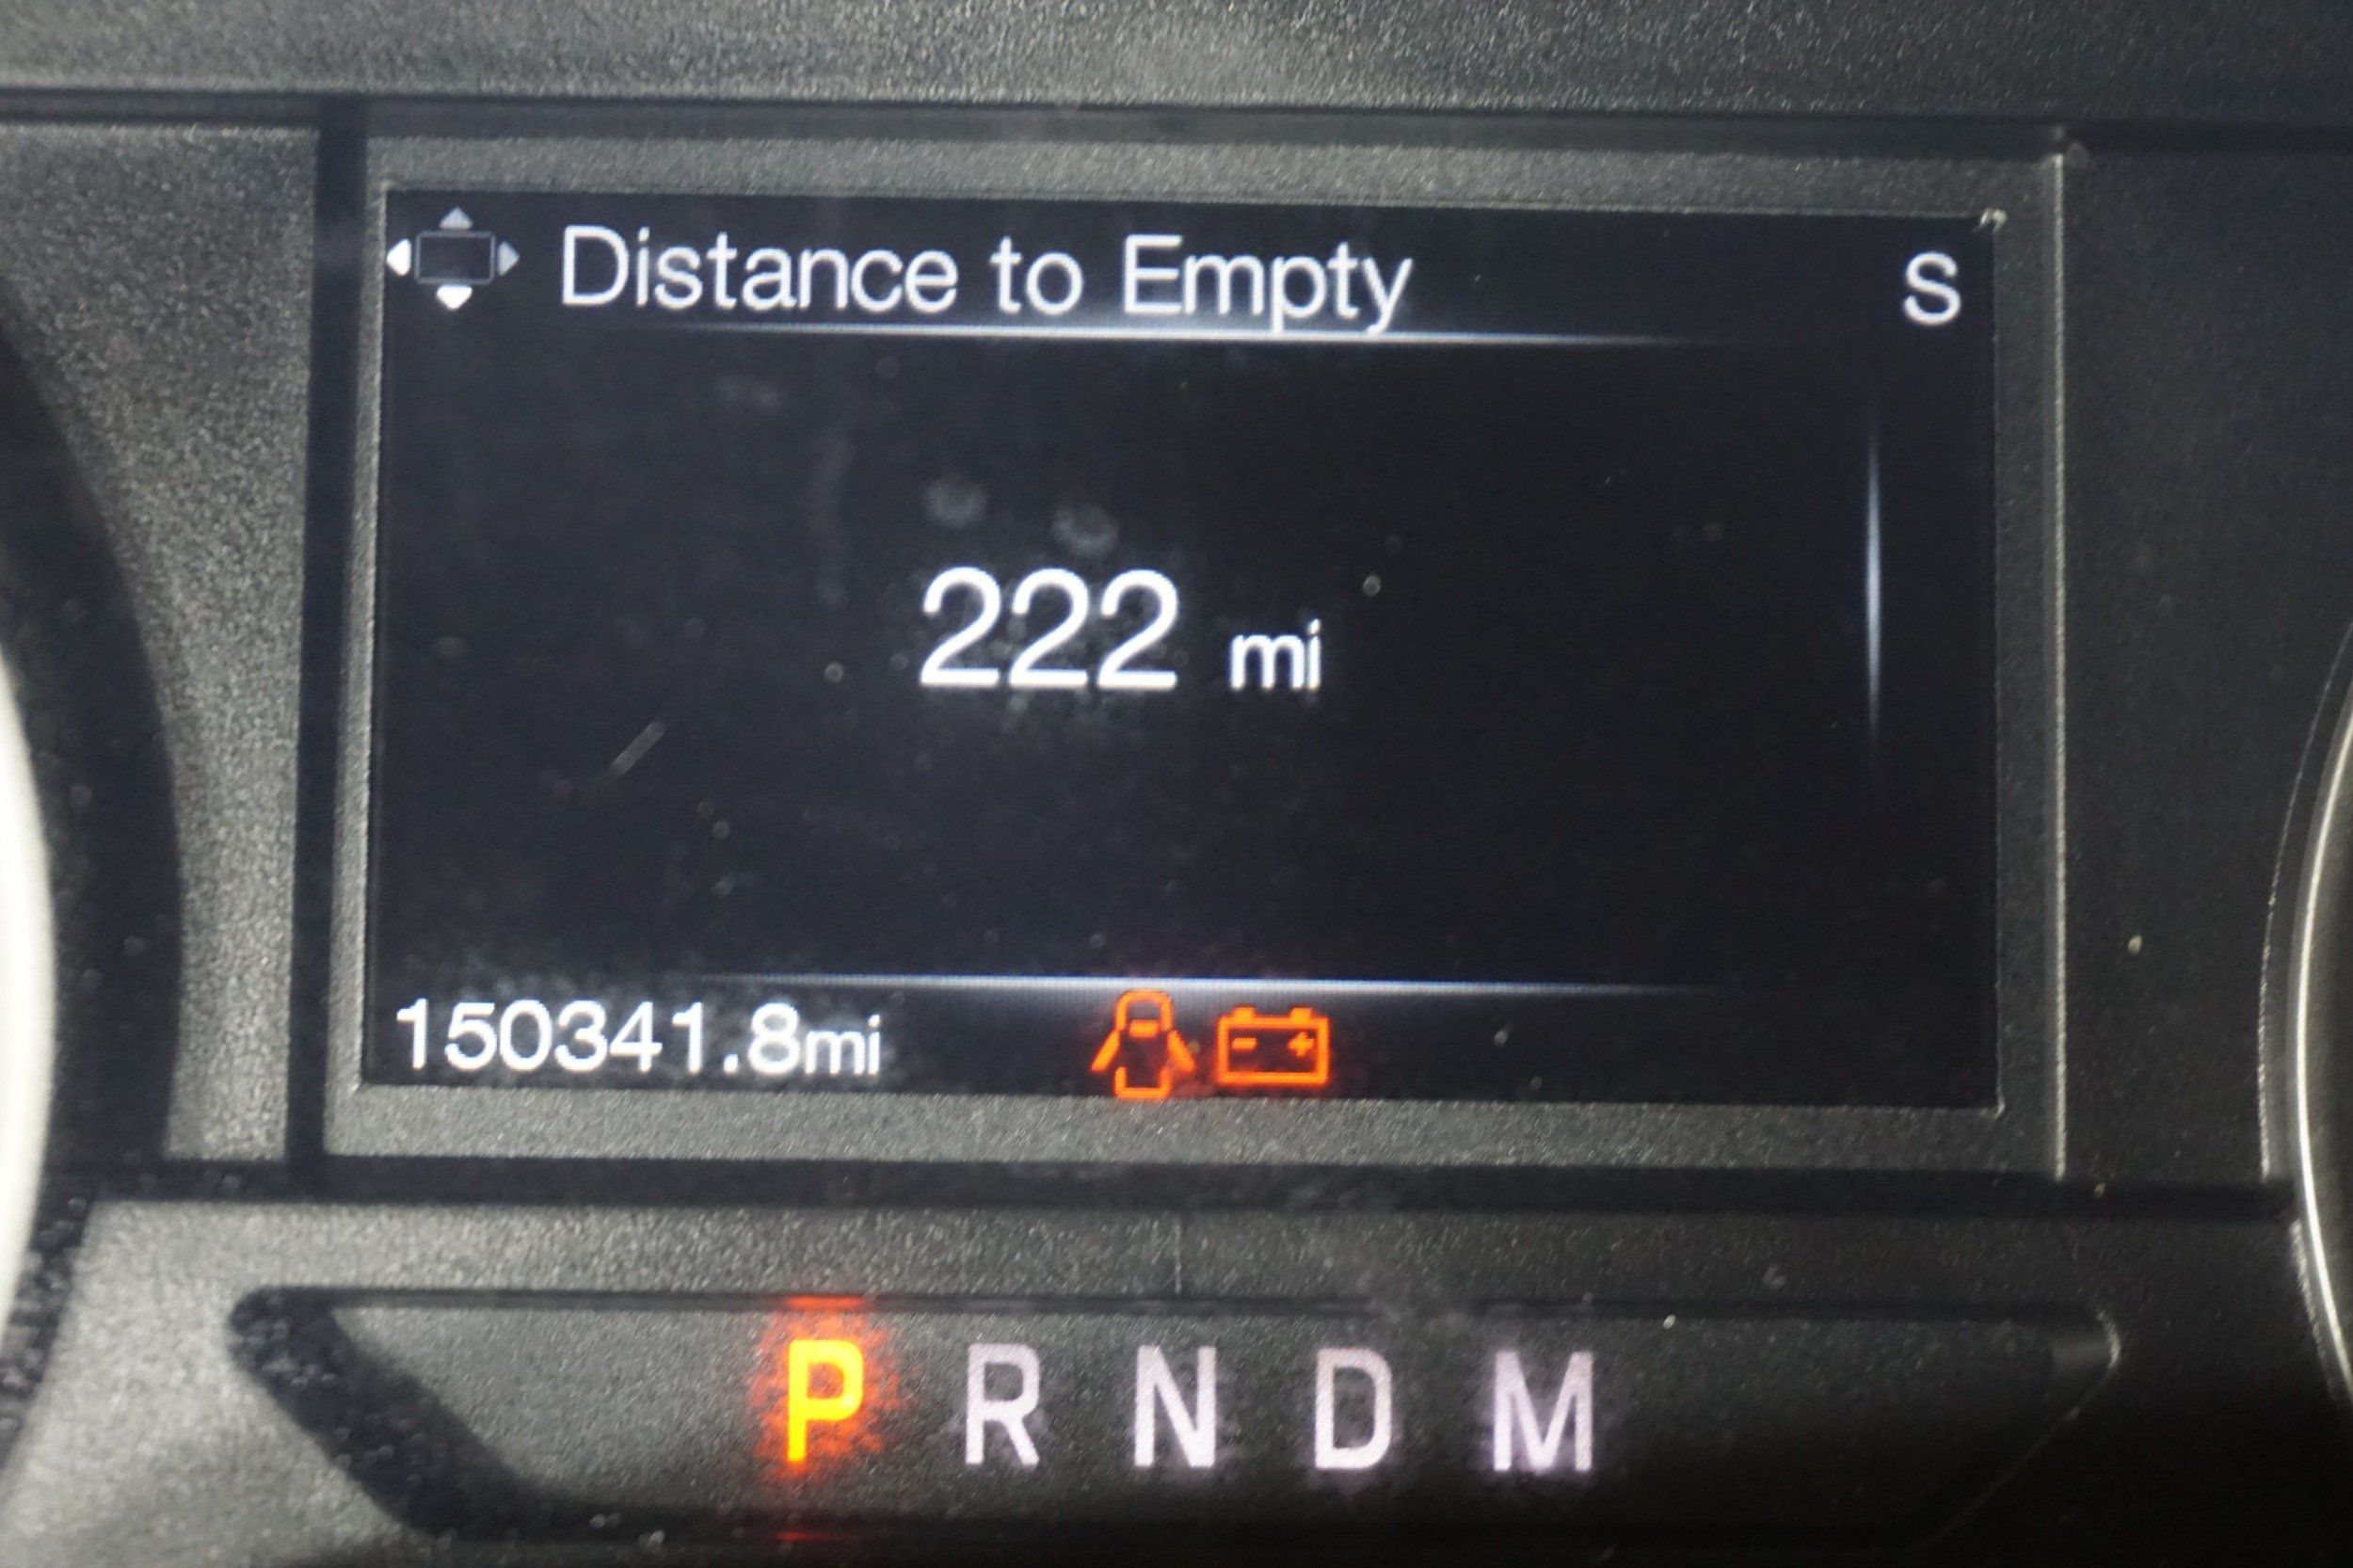 Distance to Empty S
222 mi
150341.8mi
P R N D M